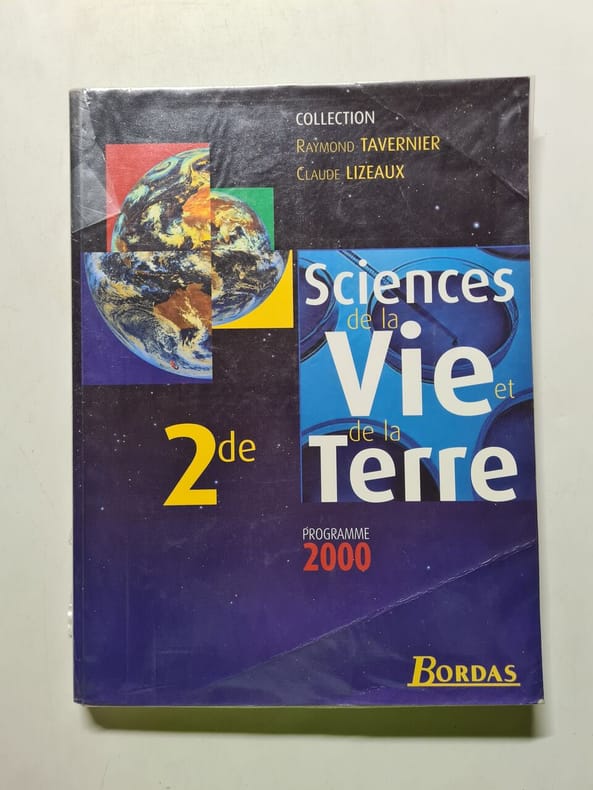 COLLECTION
RAYMOND TAVERNIER
CLAUDE LIZEAUX
Sciences
de la
Vie et
de la
Terre
2de
PROGRAMME
2000
BORDAS